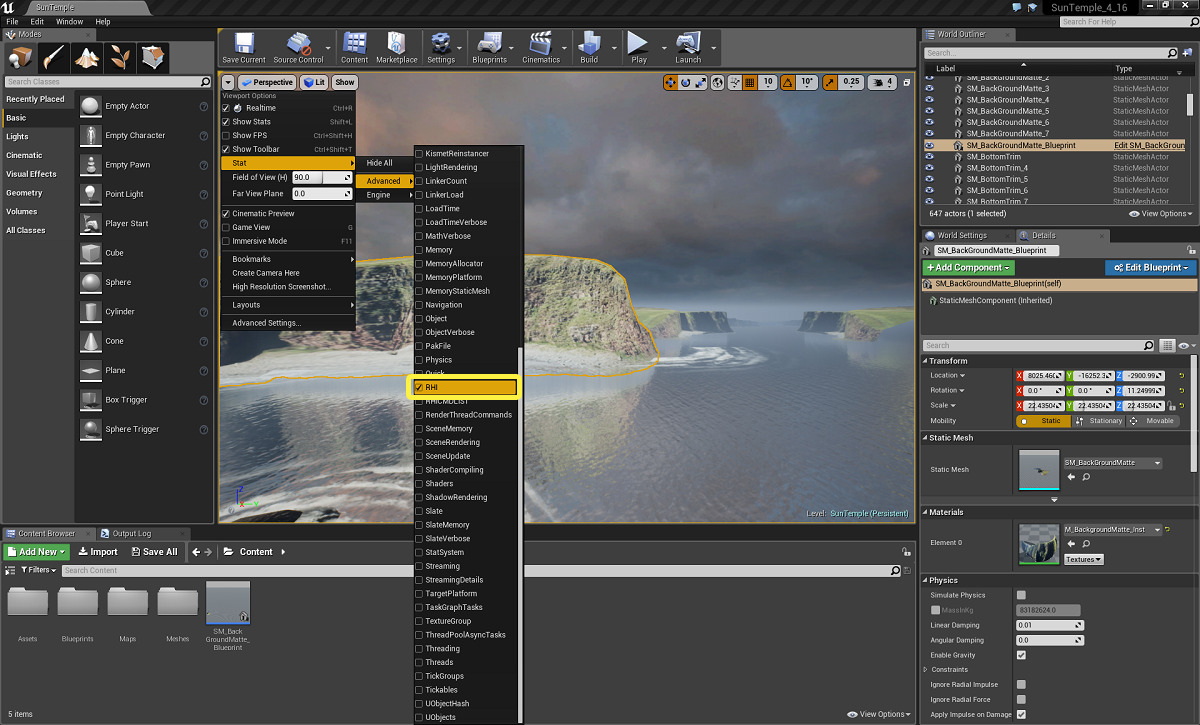 SunTemple
SunTemple_4_16
File Edit Window Help
Search For Help
Modes
Search Classes
Recently Placed
Basic
Lights
Cinematic
Visual Effects
Geometry
Volumes
All Classes
Empty Actor
Empty Character
Empty Pawn
Point Light
Player Start
Cube
Sphere
Cylinder
Cone
Plane
Box Trigger
Sphere Trigger
Save Current
Source Control
Content
Marketplace
Settings
Blueprints
Cinematics
Build
Play
Launch
Perspective
Lit
Show
10
10°
0.25
4
Viewport Options
Realtime Ctrl+R
Show Stats Shift+L
Show FPS Ctrl+Shift+H
Show Toolbar Ctrl+Shift+T
Stat
Field of View (H) 90.0
Far View Plane 0.0
Cinematic Preview
Game View G
Immersive Mode F11
Bookmarks
Create Camera Here
High Resolution Screenshot...
Layouts
Advanced Settings...
Hide All
Advanced
Engine
KismetReinstancer
LightRendering
LinkerCount
LinkerLoad
LoadTime
LoadTimeVerbose
MathVerbose
Memory
MemoryAllocator
MemoryPlatform
MemoryStaticMesh
Navigation
Object
ObjectVerbose
PakFile
Physics
Quick
RHI
RHICMDLIST
RenderThreadCommands
SceneMemory
SceneRendering
SceneUpdate
ShaderCompiling
Shaders
ShadowRendering
Slate
SlateMemory
SlateVerbose
StatSystem
Streaming
StreamingDetails
TargetPlatform
TaskGraphTasks
TextureGroup
ThreadPoolAsyncTasks
Threading
Threads
TickGroups
Tickables
UObjectHash
UObjects
Z
X
Y
Level: SunTemple (Persistent)
Content Browser
Output Log
Add New
Import
Save All
Content
Filters
Search Content
Assets
Blueprints
Maps
Meshes
SM_Back
GroundMatte_
Blueprint
5 items
View Options
World Outliner
Search...
Label Type
SM_BackGroundMatte_2 StaticMeshActor
SM_BackGroundMatte_3 StaticMeshActor
SM_BackGroundMatte_4 StaticMeshActor
SM_BackGroundMatte_5 StaticMeshActor
SM_BackGroundMatte_6 StaticMeshActor
SM_BackGroundMatte_7 StaticMeshActor
SM_BackGroundMatte_Blueprint Edit SM_BackGroun
SM_BottomTrim StaticMeshActor
SM_BottomTrim_4 StaticMeshActor
SM_BottomTrim_5 StaticMeshActor
SM_BottomTrim_6 StaticMeshActor
SM_BottomTrim_7 StaticMeshActor
647 actors (1 selected)
View Options
World Settings
Details
SM_BackGroundMatte_Blueprint
+Add Component
Edit Blueprint
SM_BackGroundMatte_Blueprint(self)
StaticMeshComponent (Inherited)
Search
Transform
Location X 8025.466 Y -16252.3 Z -2900.99
Rotation X 0.0 ° Y 0.0 ° Z 11.24999
Scale X 22.43504 Y 22.43504 Z 22.43504
Mobility Static Stationary Movable
Static Mesh
Static Mesh
SM_BackGroundMatte
Materials
Element 0
M_BackgroundMatte_Inst
Textures
Physics
Simulate Physics
MassInKg 83182624.0
Linear Damping 0.01
Angular Damping 0.0
Enable Gravity
Constraints
Ignore Radial Impulse
Ignore Radial Force
Apply Impulse on Damage